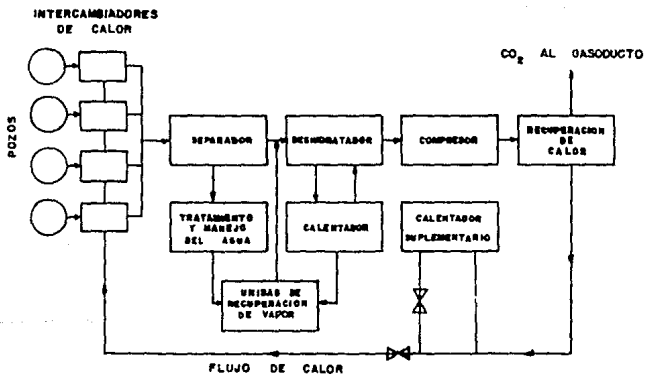 INTERCAMBIADORES
DE CALOR
CO2 AL GASODUCTO
POZOS
SEPARADOR
DESHIDRATADOR
COMPRESOR
RECUPERACION
DE
CALOR
TRATAMIENTO
Y MANEJO
DEL AGUA
CALENTADOR
CALENTADOR
SUPLEMENTARIO
UNIDAD DE
RECUPERACION
DE VAPOR
FLUJO DE CALOR